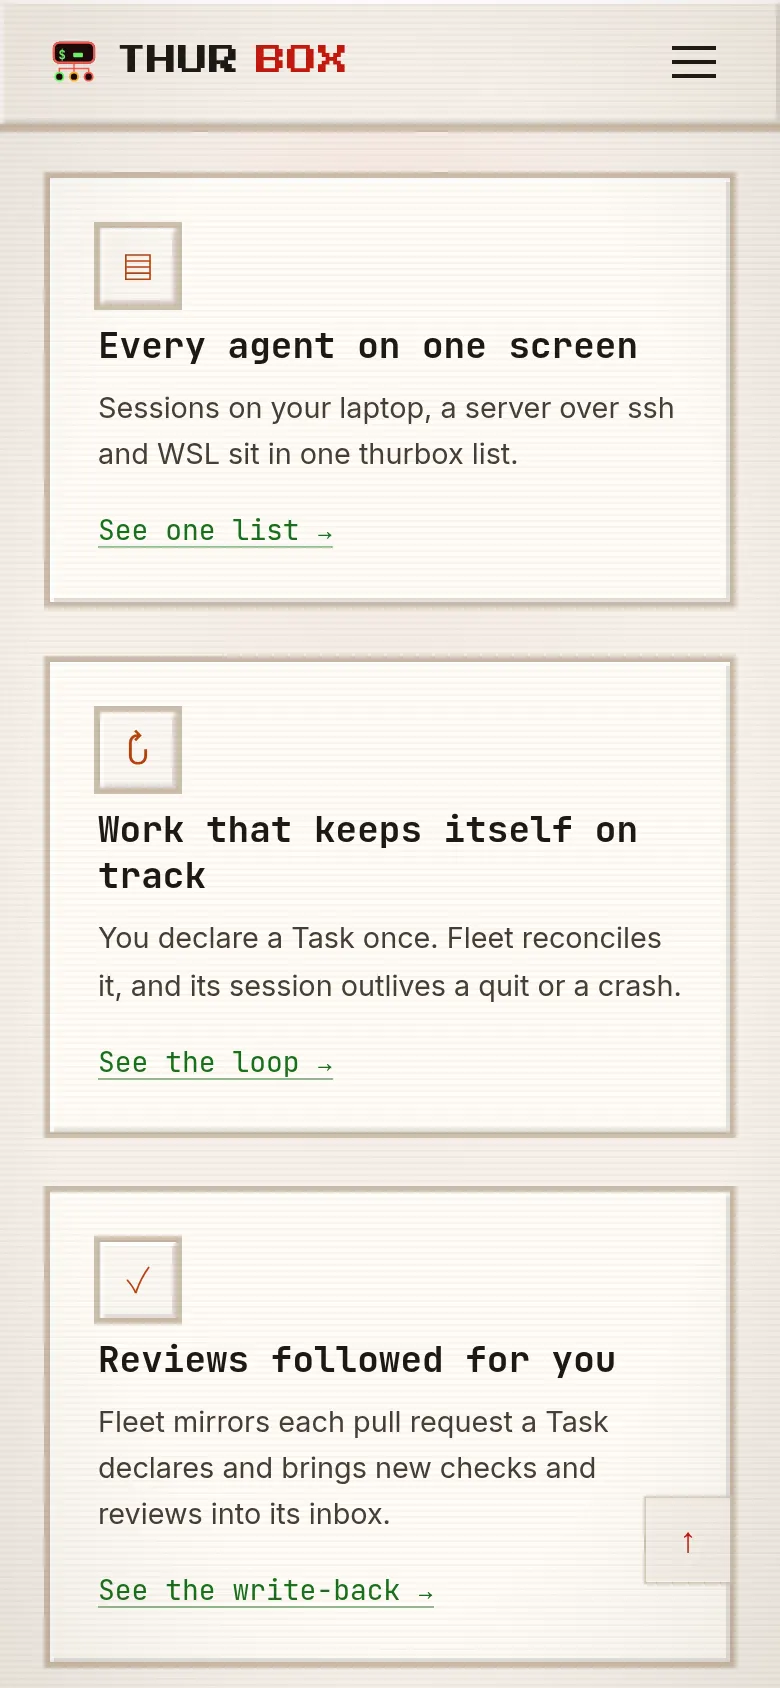 THUR BOX
Every agent on one screen
Sessions on your laptop, a server over ssh
and WSL sit in one thurbox list.
See one list →
Work that keeps itself on
track
You declare a Task once. Fleet reconciles
it, and its session outlives a quit or a crash.
See the loop →
Reviews followed for you
Fleet mirrors each pull request a Task
declares and brings new checks and
reviews into its inbox.
↑
See the write-back →